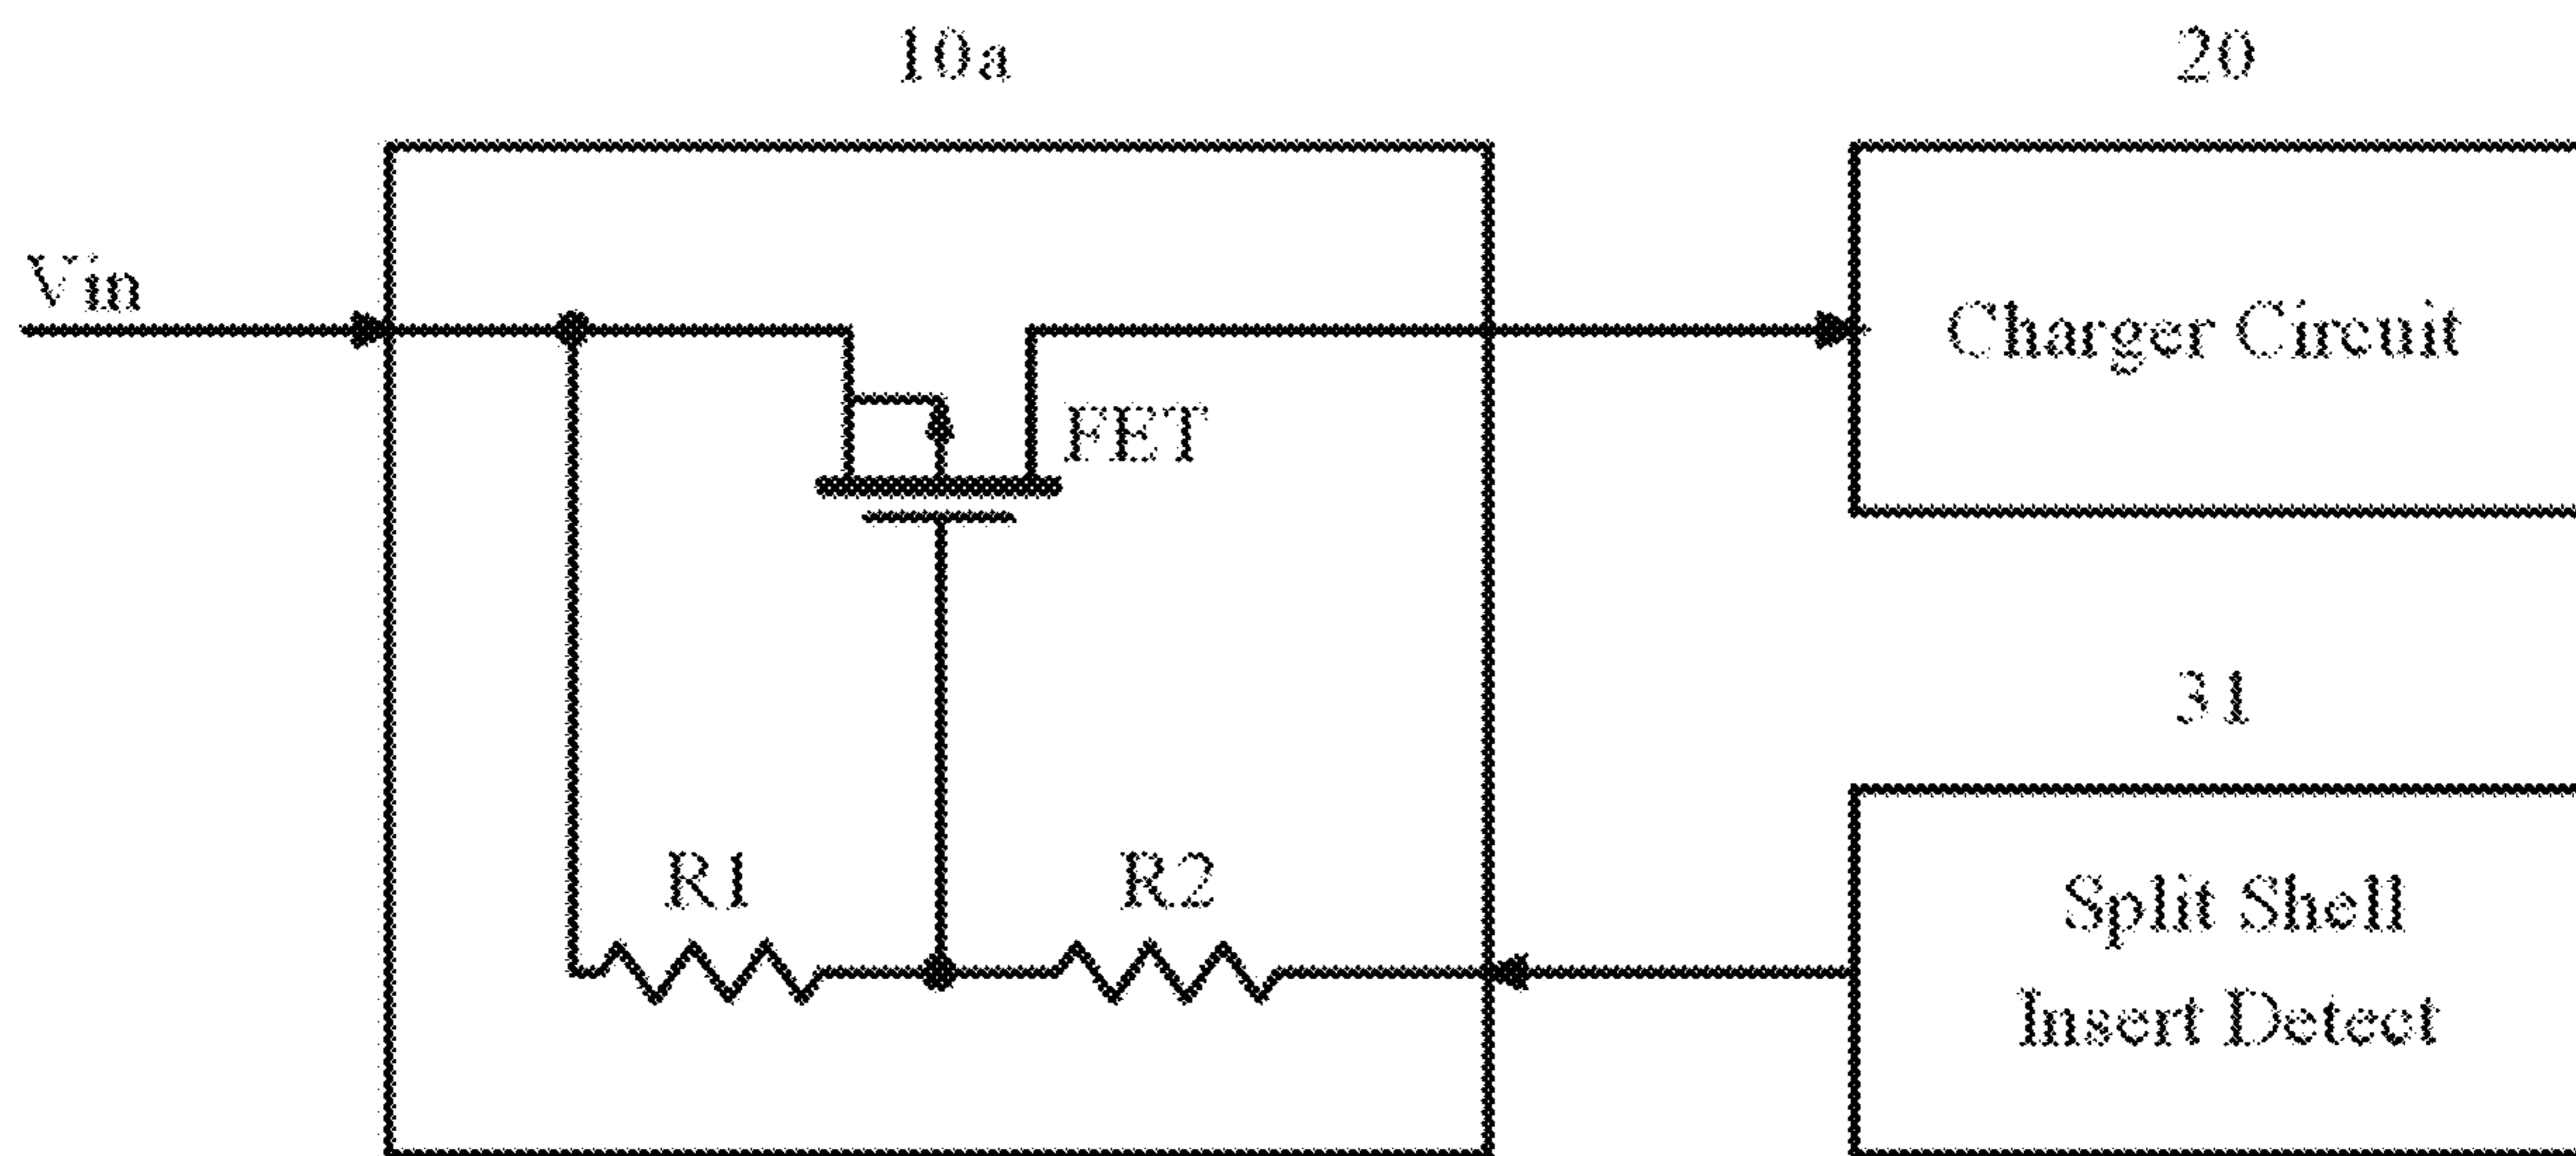 10a
20
Vin
Charger Circuit
FET
31
R1
R2
Split Shell
Insert Detect